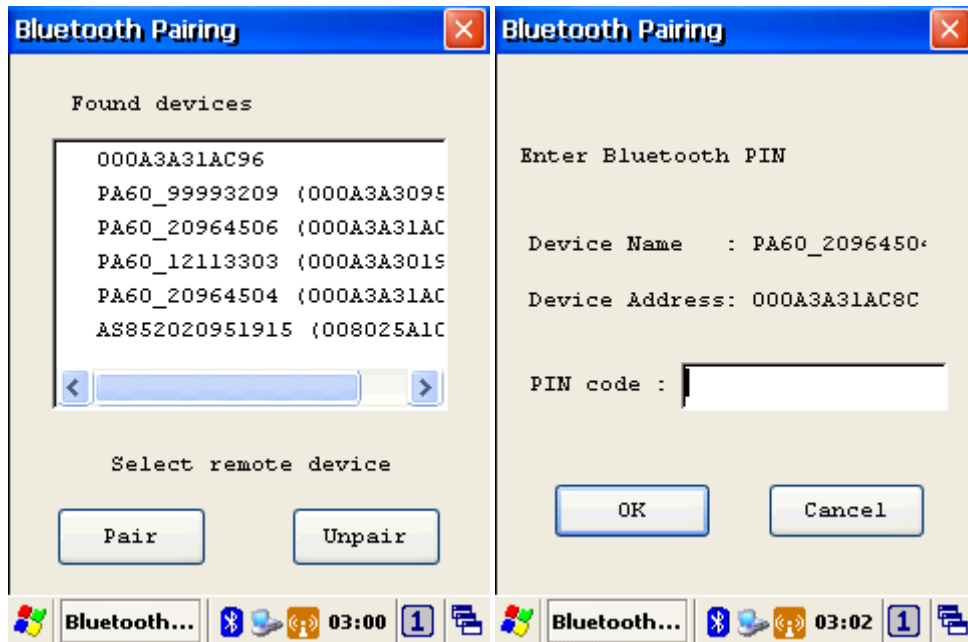 Bluetooth Pairing
Found devices
000A3A31AC96
PA60_99993209 (000A3A3095
PA60_20964506 (000A3A31AC
PA60_12113303 (000A3A3019
PA60_20964504 (000A3A31AC
AS852020951915 (008025A1C
Select remote device
Pair
Unpair
Bluetooth...
03:00
1
Bluetooth Pairing
Enter Bluetooth PIN
Device Name : PA60_20964504
Device Address: 000A3A31AC8C
PIN code :
OK
Cancel
Bluetooth...
03:02
1